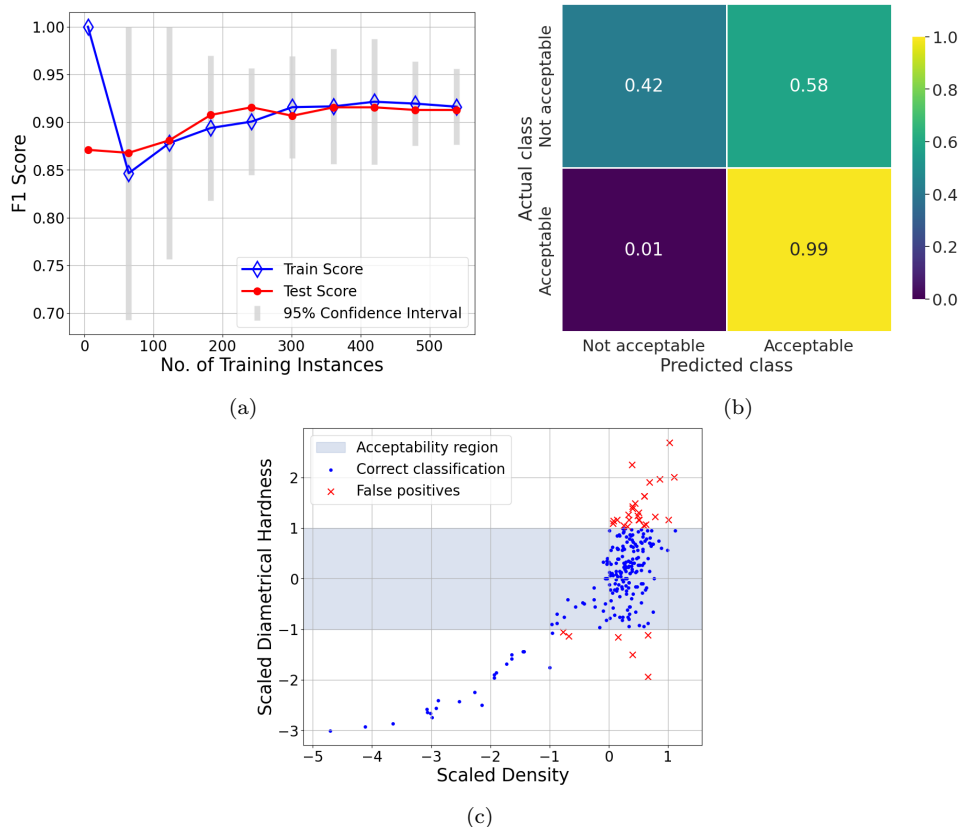 1.00
0.95
0.90
0.85
0.80
0.75
0.70
F1 Score
0 100 200 300 400 500
No. of Training Instances
Train Score
Test Score
95% Confidence Interval
(a)
Actual class
Not acceptable
Acceptable
0.42 0.58
0.01 0.99
Not acceptable Acceptable
Predicted class
1.0
0.8
0.6
0.4
0.2
0.0
(b)
Scaled Diametrical Hardness
2
1
0
−1
−2
−3
Acceptability region
Correct classification
False positives
−5 −4 −3 −2 −1 0 1
Scaled Density
(c)